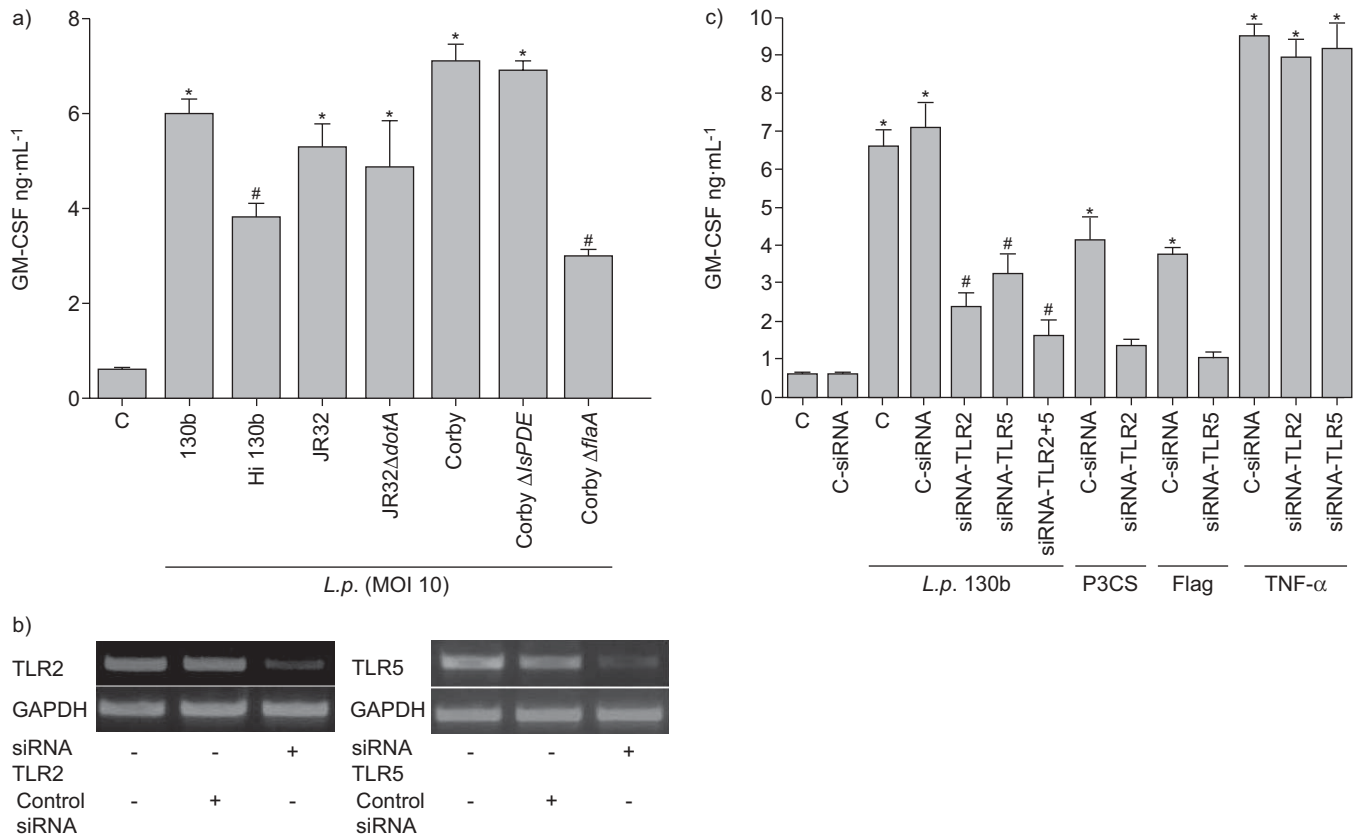 a)
GM-CSF ng·mL-1
8
6
4
2
0
*
#
*
*
*
*
#
C
130b
Hi 130b
JR32
JR32ΔdotA
Corby
Corby ΔlsPDE
Corby ΔflaA
L.p. (MOI 10)
c)
GM-CSF ng·mL-1
10
9
8
7
6
5
4
3
2
1
0
*
*
#
#
#
*
*
*
*
*
C
C-siRNA
C
C-siRNA
siRNA-TLR2
siRNA-TLR5
siRNA-TLR2+5
C-siRNA
siRNA-TLR2
C-siRNA
siRNA-TLR5
C-siRNA
siRNA-TLR2
siRNA-TLR5
L.p. 130b
P3CS
Flag
TNF-α
b)
TLR2
GAPDH
siRNA - - +
TLR2
Control - + -
siRNA
TLR5
GAPDH
siRNA - - +
TLR5
Control - + -
siRNA